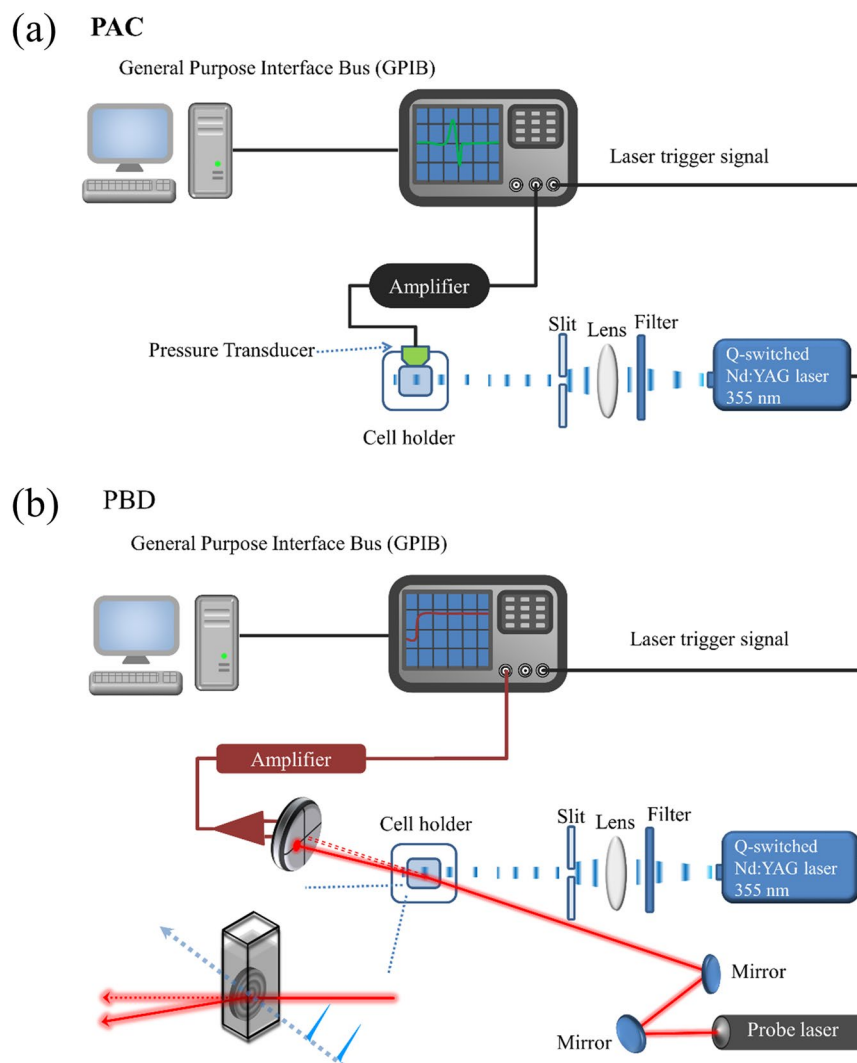 (a) PAC
General Purpose Interface Bus (GPIB)
Laser trigger signal
Amplifier
Slit
Lens
Filter
Pressure Transducer
Q-switched
Nd:YAG laser
355 nm
Cell holder
(b) PBD
General Purpose Interface Bus (GPIB)
Laser trigger signal
Amplifier
Cell holder
Slit
Lens
Filter
Q-switched
Nd:YAG laser
355 nm
Mirror
Mirror
Probe laser